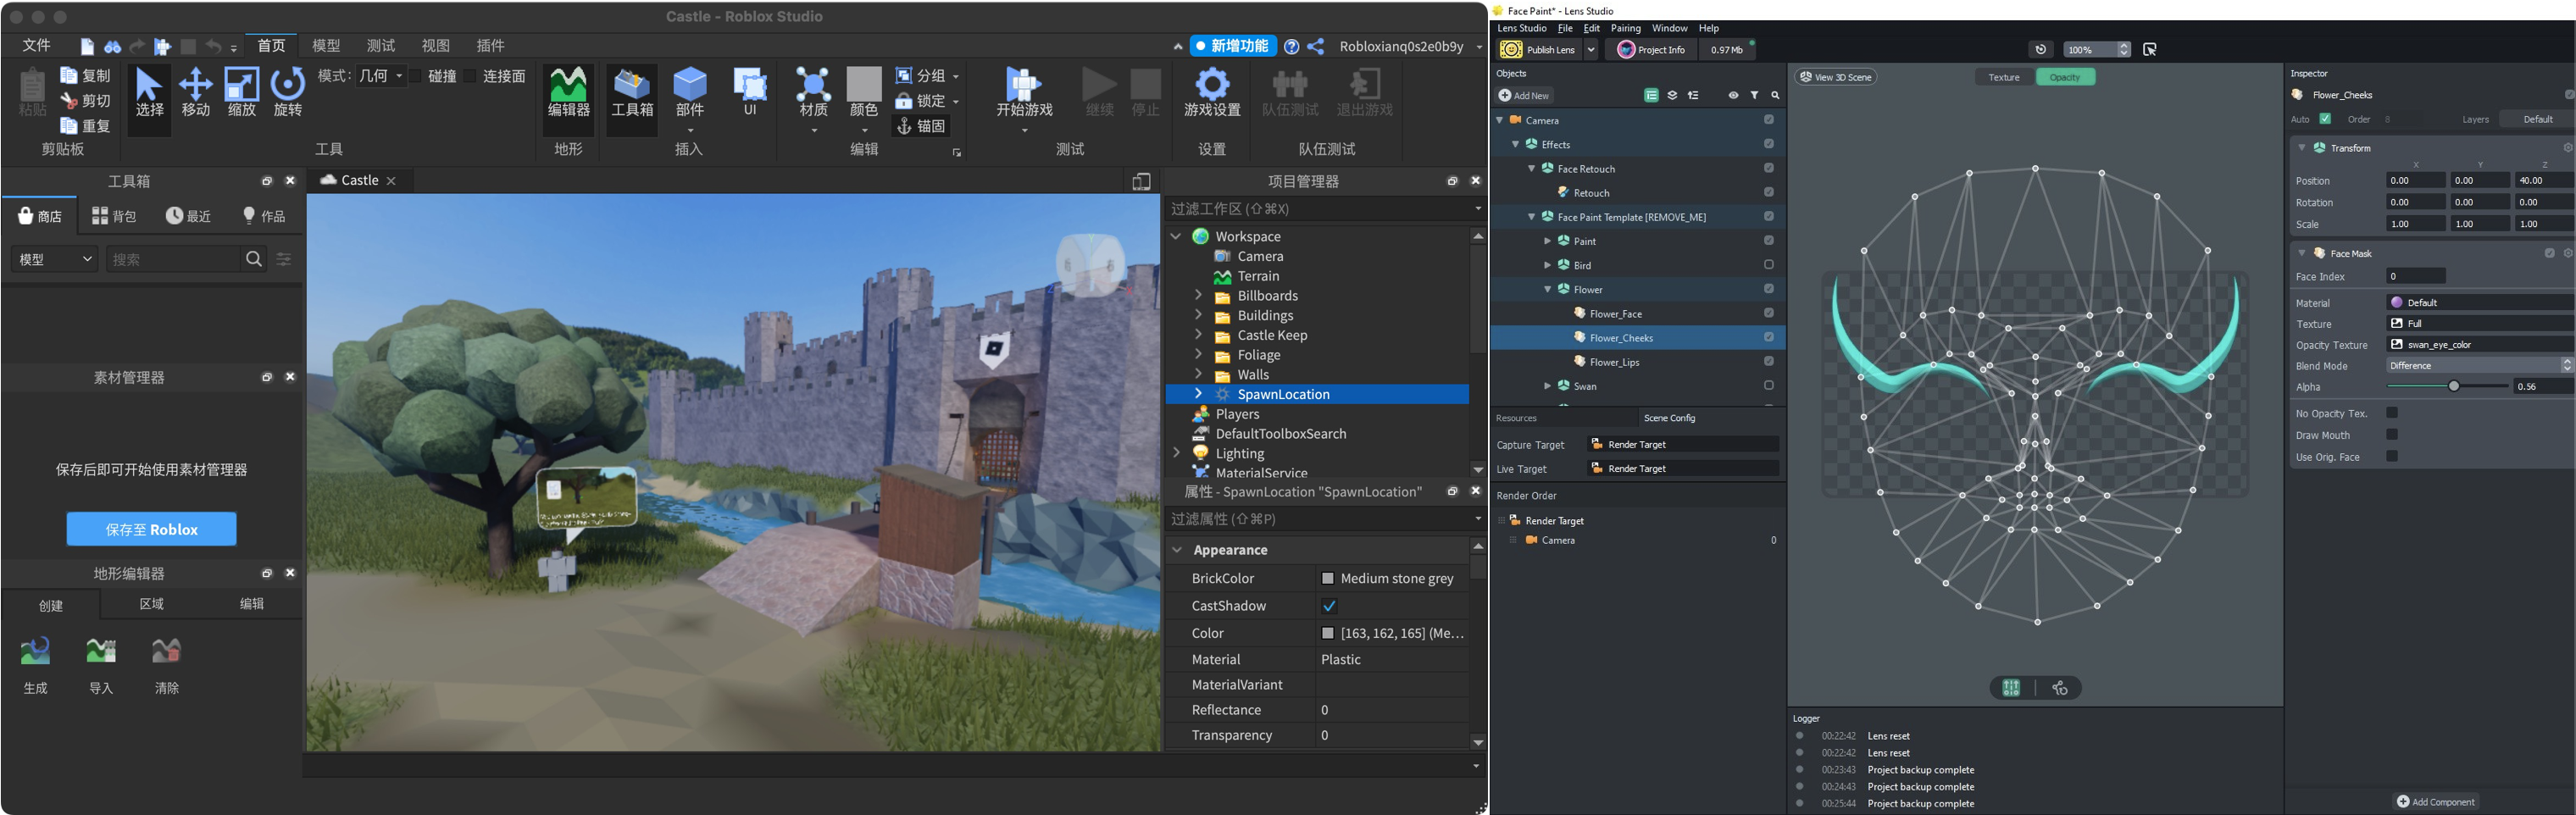 Castle - Roblox Studio
文件
首页
模型
测试
视图
插件
新增功能
Robloxianq0s2e0b9y
粘贴
复制
剪切
重复
剪贴板
选择
移动
缩放
旋转
模式: 几何
碰撞
连接面
工具
编辑器
地形
工具箱
部件
UI
插入
材质
颜色
分组
锁定
锚固
编辑
开始游戏
继续
停止
测试
游戏设置
设置
队伍测试
退出游戏
队伍测试
工具箱
商店
背包
最近
作品
模型
搜索
素材管理器
保存后即可开始使用素材管理器
保存至 Roblox
地形编辑器
创建
区域
编辑
生成
导入
清除
Castle
项目管理器
过滤工作区 (⇧⌘X)
Workspace
Camera
Terrain
Billboards
Buildings
Castle Keep
Foliage
Walls
SpawnLocation
Players
DefaultToolboxSearch
Lighting
MaterialService
属性 - SpawnLocation "SpawnLocation"
过滤属性 (⇧⌘P)
Appearance
BrickColor Medium stone grey
CastShadow
Color [163, 162, 165] (Me...
Material Plastic
MaterialVariant
Reflectance 0
Transparency 0
Face Paint* - Lens Studio
Lens Studio File Edit Pairing Window Help
Publish Lens
Project Info
0.97 Mb
100%
Objects
Add New
Camera
Effects
Face Retouch
Retouch
Face Paint Template [REMOVE_ME]
Paint
Bird
Flower
Flower_Face
Flower_Cheeks
Flower_Lips
Swan
Resources
Scene Config
Capture Target Render Target
Live Target Render Target
Render Order
Render Target
Camera 0
View 3D Scene
Texture
Opacity
Logger
00:22:42 Lens reset
00:22:42 Lens reset
00:23:43 Project backup complete
00:24:43 Project backup complete
00:25:44 Project backup complete
Inspector
Flower_Cheeks
Auto Order 8 Layers Default
Transform
X Y Z
Position 0.00 0.00 40.00
Rotation 0.00 0.00 0.00
Scale 1.00 1.00 1.00
Face Mask
Face Index 0
Material Default
Texture Full
Opacity Texture swan_eye_color
Blend Mode Difference
Alpha 0.56
No Opacity Tex.
Draw Mouth
Use Orig. Face
Add Component